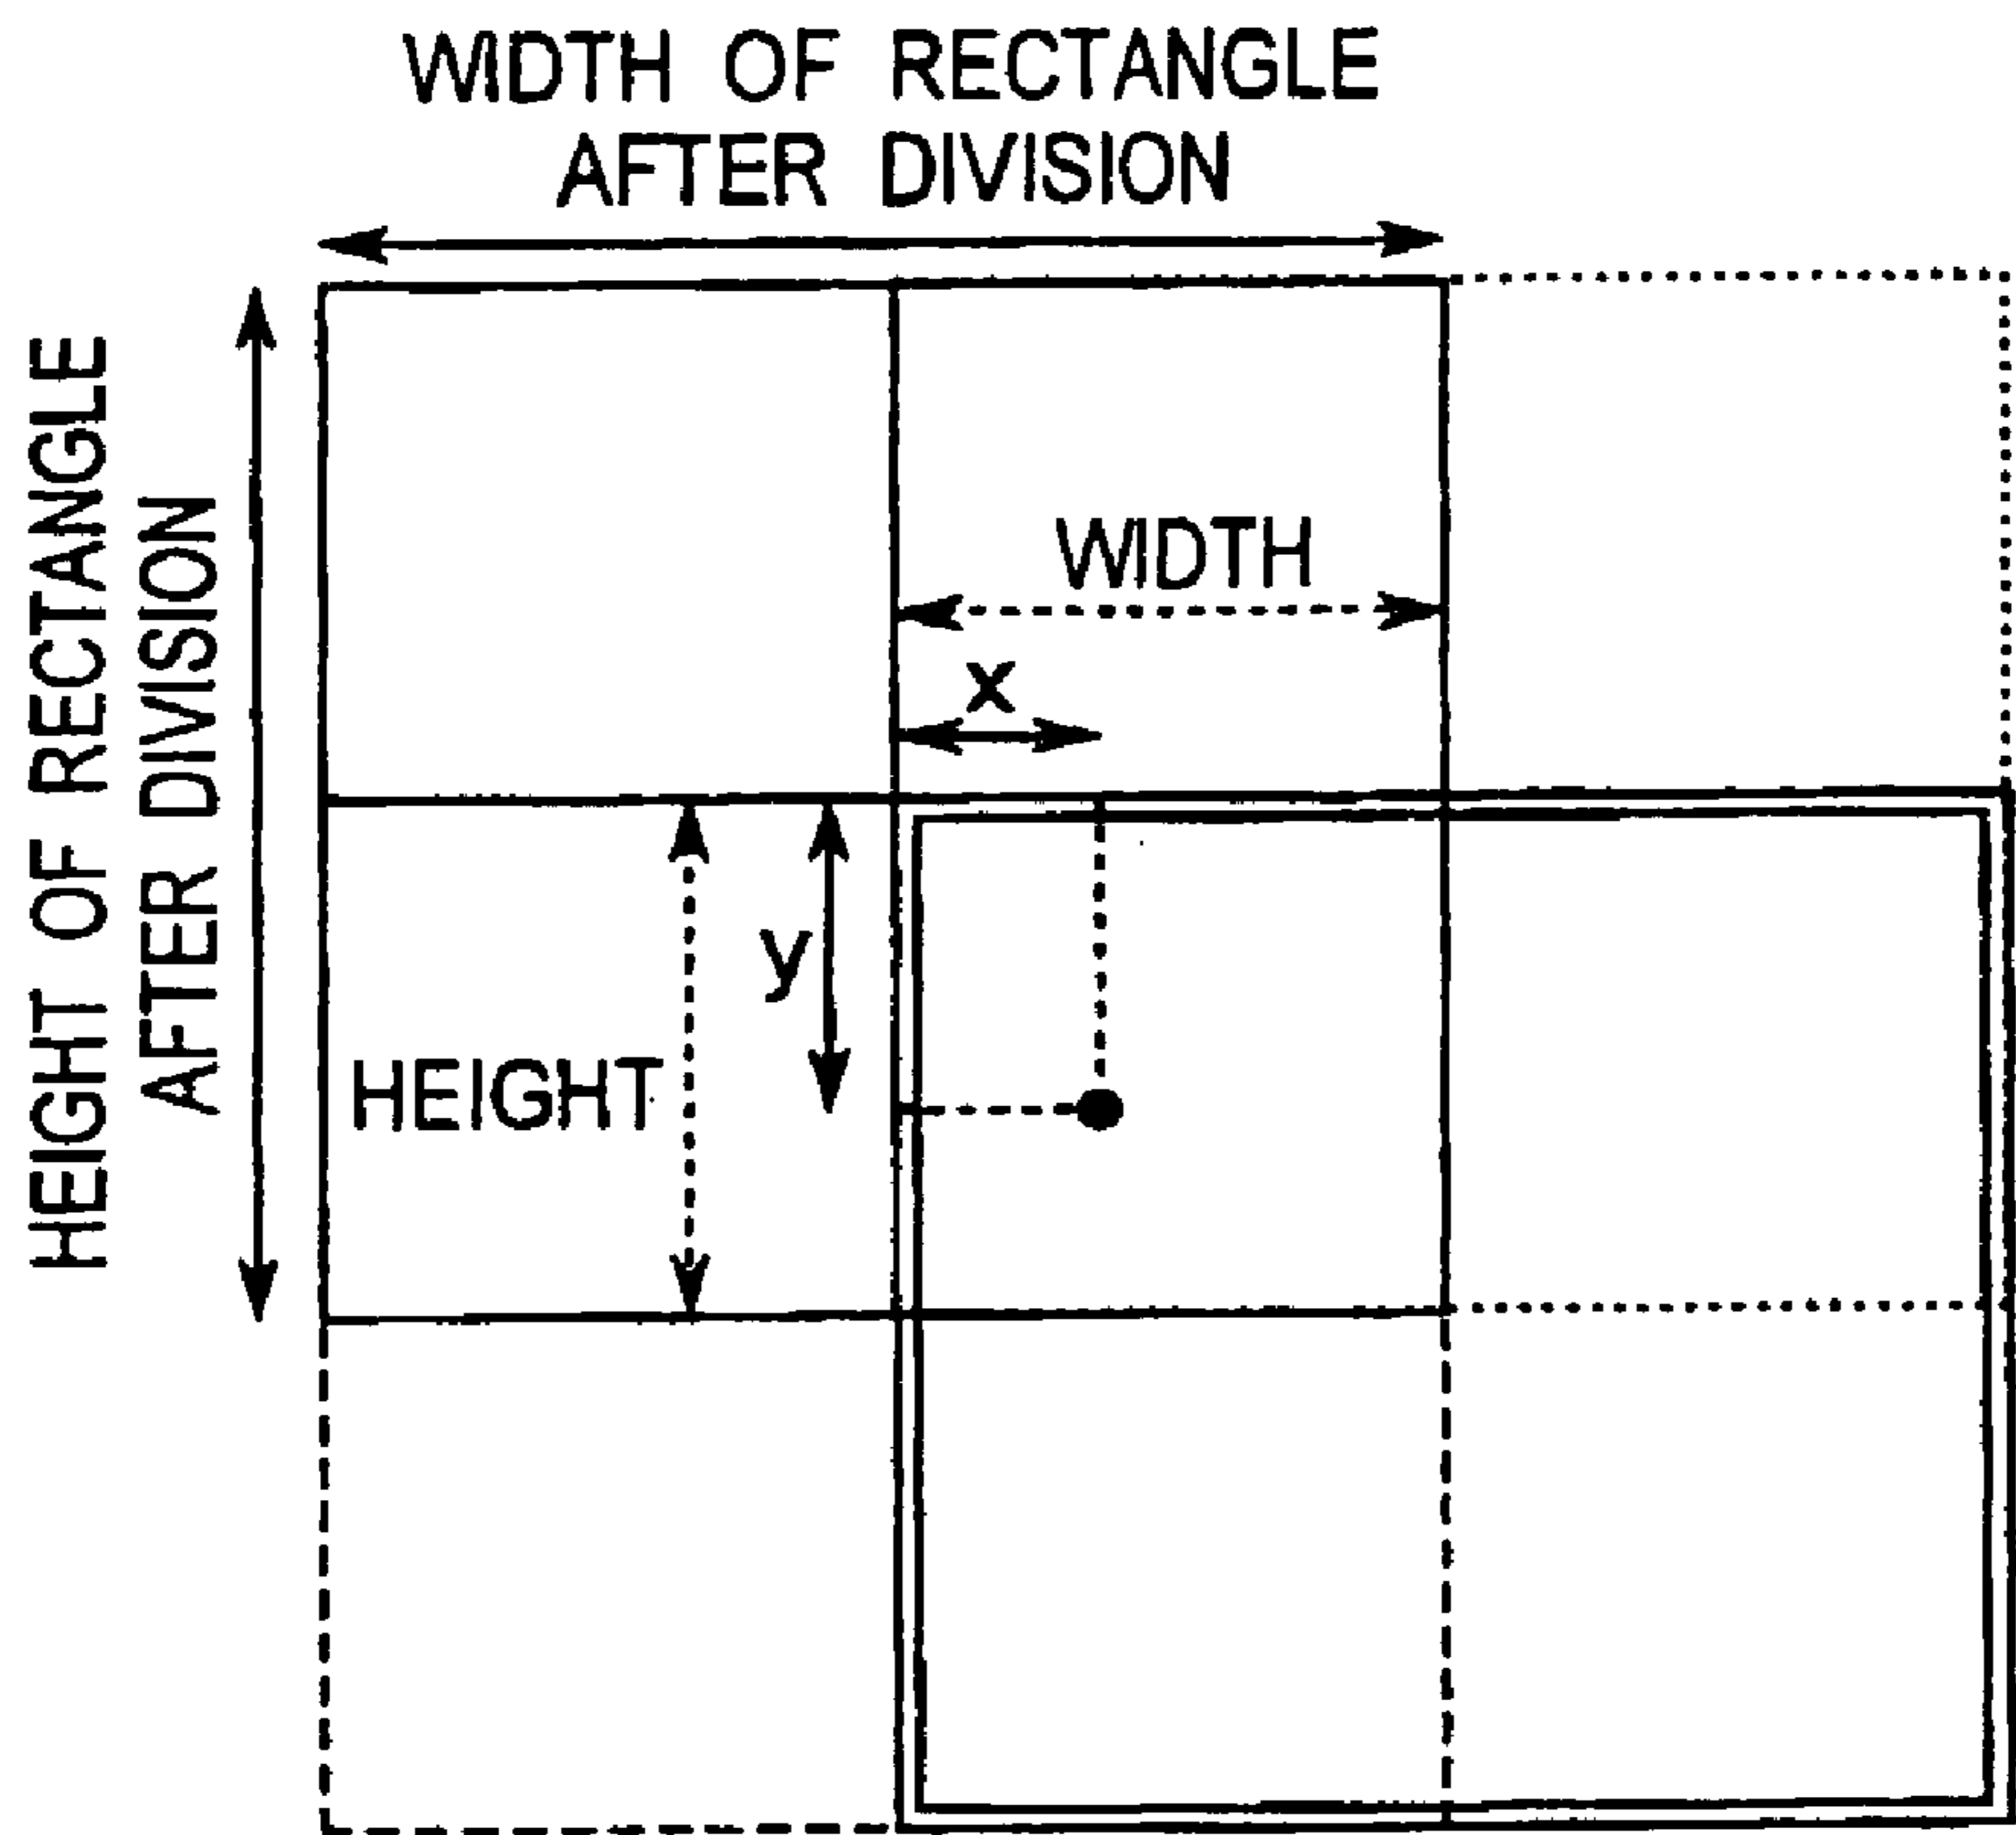 WIDTH OF RECTANGLE
AFTER DIVISION
HEIGHT OF RECTANGLE
AFTER DIVISION
WIDTH
x
y
HEIGHT